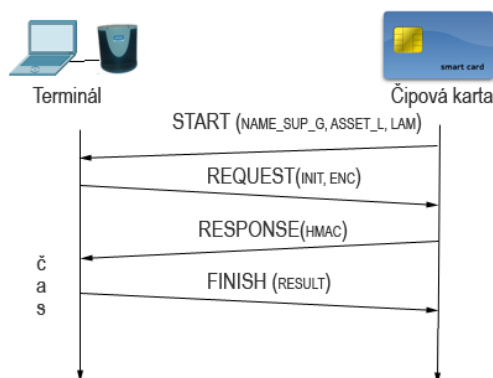 smart card
Terminál
Čipová karta
START (NAME_SUP_G, ASSET_L, LAM)
REQUEST(INIT, ENC)
RESPONSE(HMAC)
FINISH (RESULT)
č
a
s